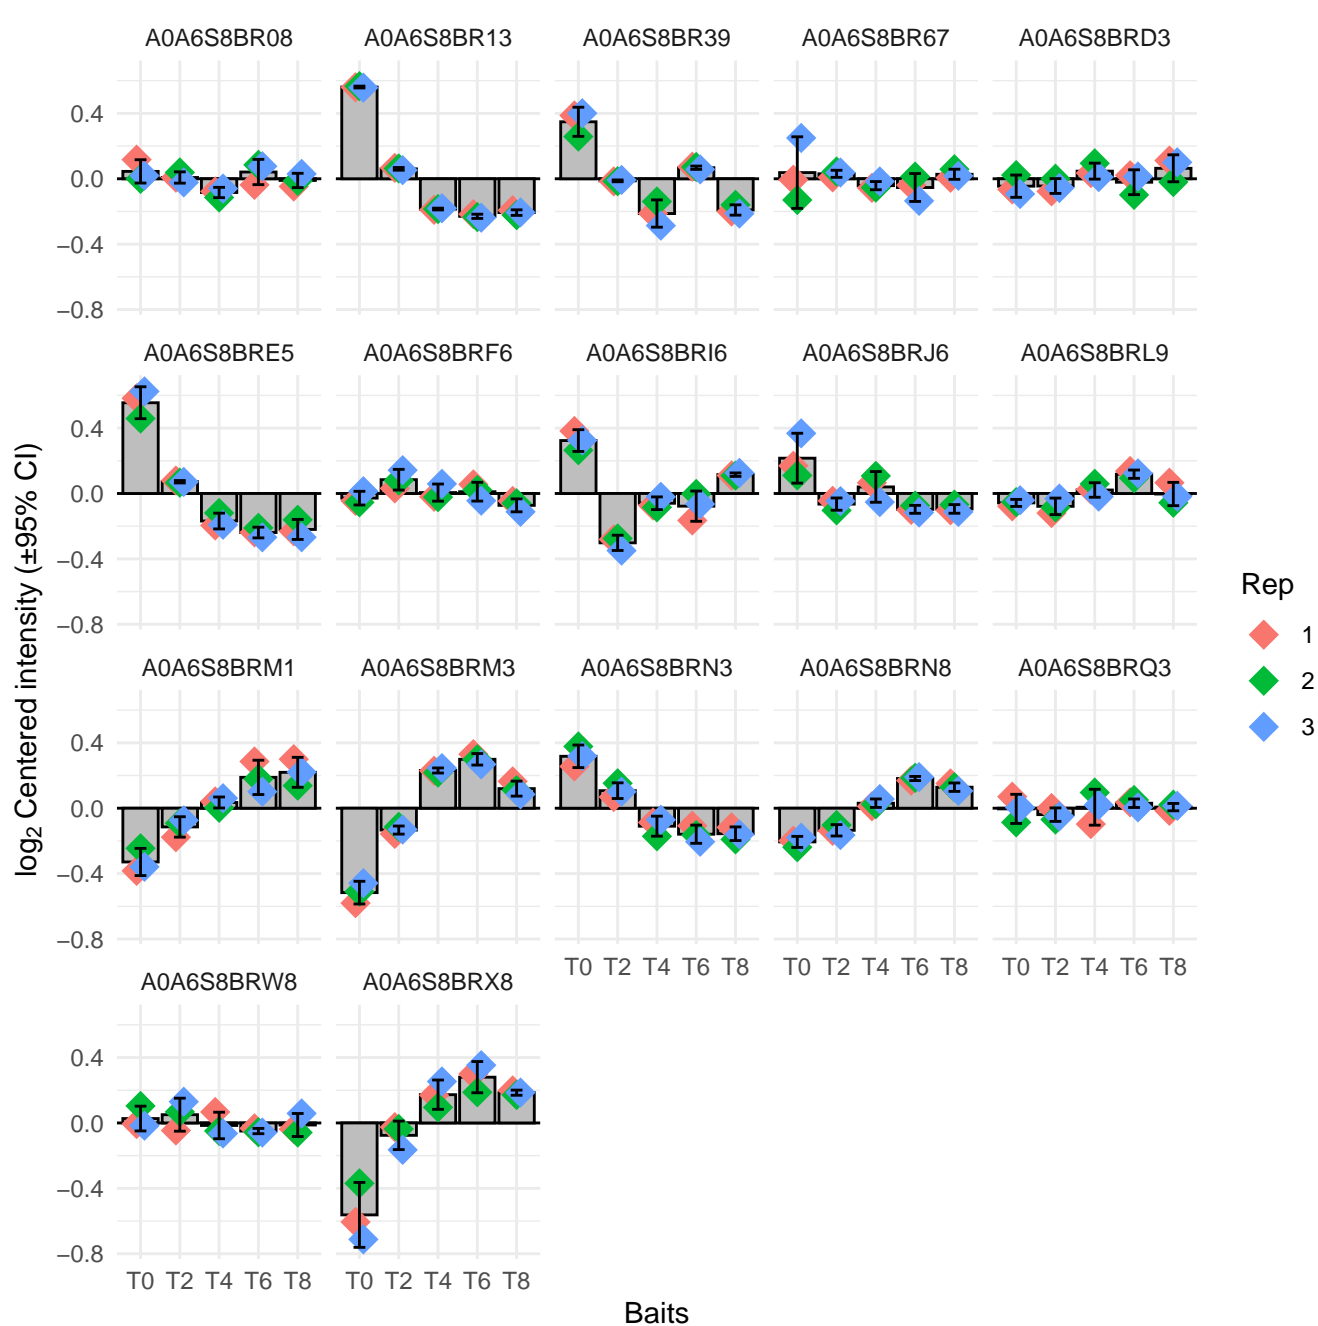 A0A6S8BR08 A0A6S8BR13 A0A6S8BR39 A0A6S8BR67 A0A6S8BRD3
0.4
0.0
−0.4
−0.8
A0A6S8BRE5 A0A6S8BRF6 A0A6S8BRI6 A0A6S8BRJ6 A0A6S8BRL9
0.4
0.0
−0.4
−0.8
A0A6S8BRM1 A0A6S8BRM3 A0A6S8BRN3 A0A6S8BRN8 A0A6S8BRQ3
0.4
0.0
−0.4
−0.8
T0 T2 T4 T6 T8 T0 T2 T4 T6 T8 T0 T2 T4 T6 T8
A0A6S8BRW8 A0A6S8BRX8
0.4
0.0
−0.4
−0.8
T0 T2 T4 T6 T8 T0 T2 T4 T6 T8
Baits
log₂ Centered intensity (±95% CI)
Rep
1
2
3